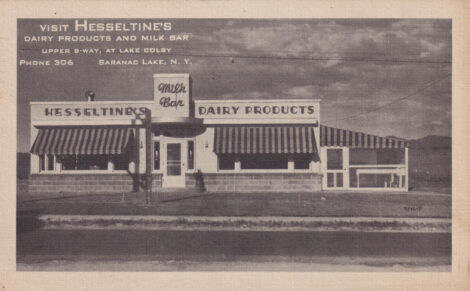 VISIT HESSELTINE'S
DAIRY PRODUCTS AND MILK BAR
UPPER B-WAY, AT LAKE COLBY
PHONE 306 SARANAC LAKE, N. Y.
Milk
Bar
HESSELTINE'S DAIRY PRODUCTS